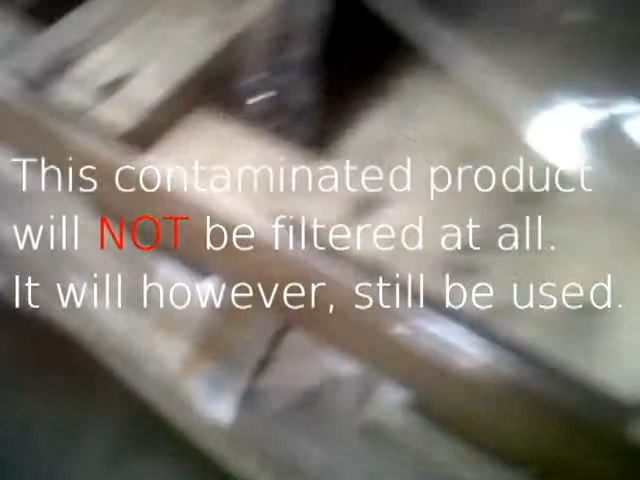 This contaminated product
will NOT be filtered at all.
It will however, still be used.